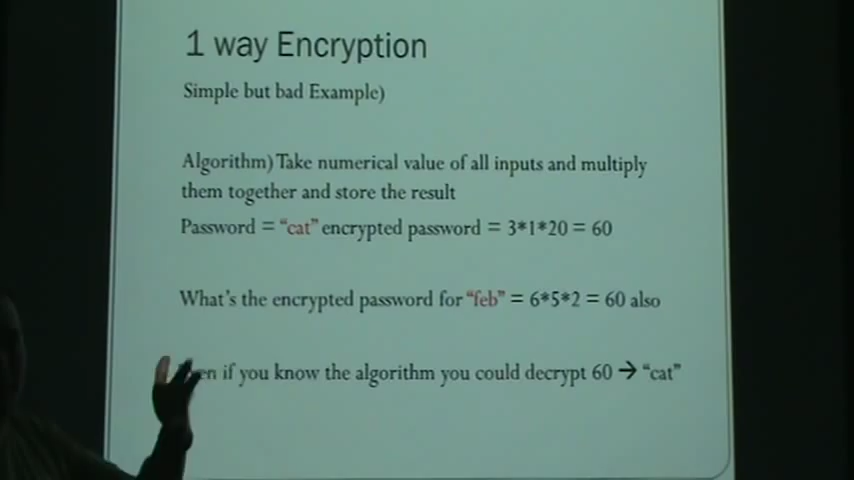 1 way Encryption
Simple but bad Example)
Algorithm) Take numerical value of all inputs and multiply
them together and store the result
Password = “cat” encrypted password = 3*1*20 = 60
What’s the encrypted password for “feb” = 6*5*2 = 60 also
if you know the algorithm you could decrypt 60 → “cat”